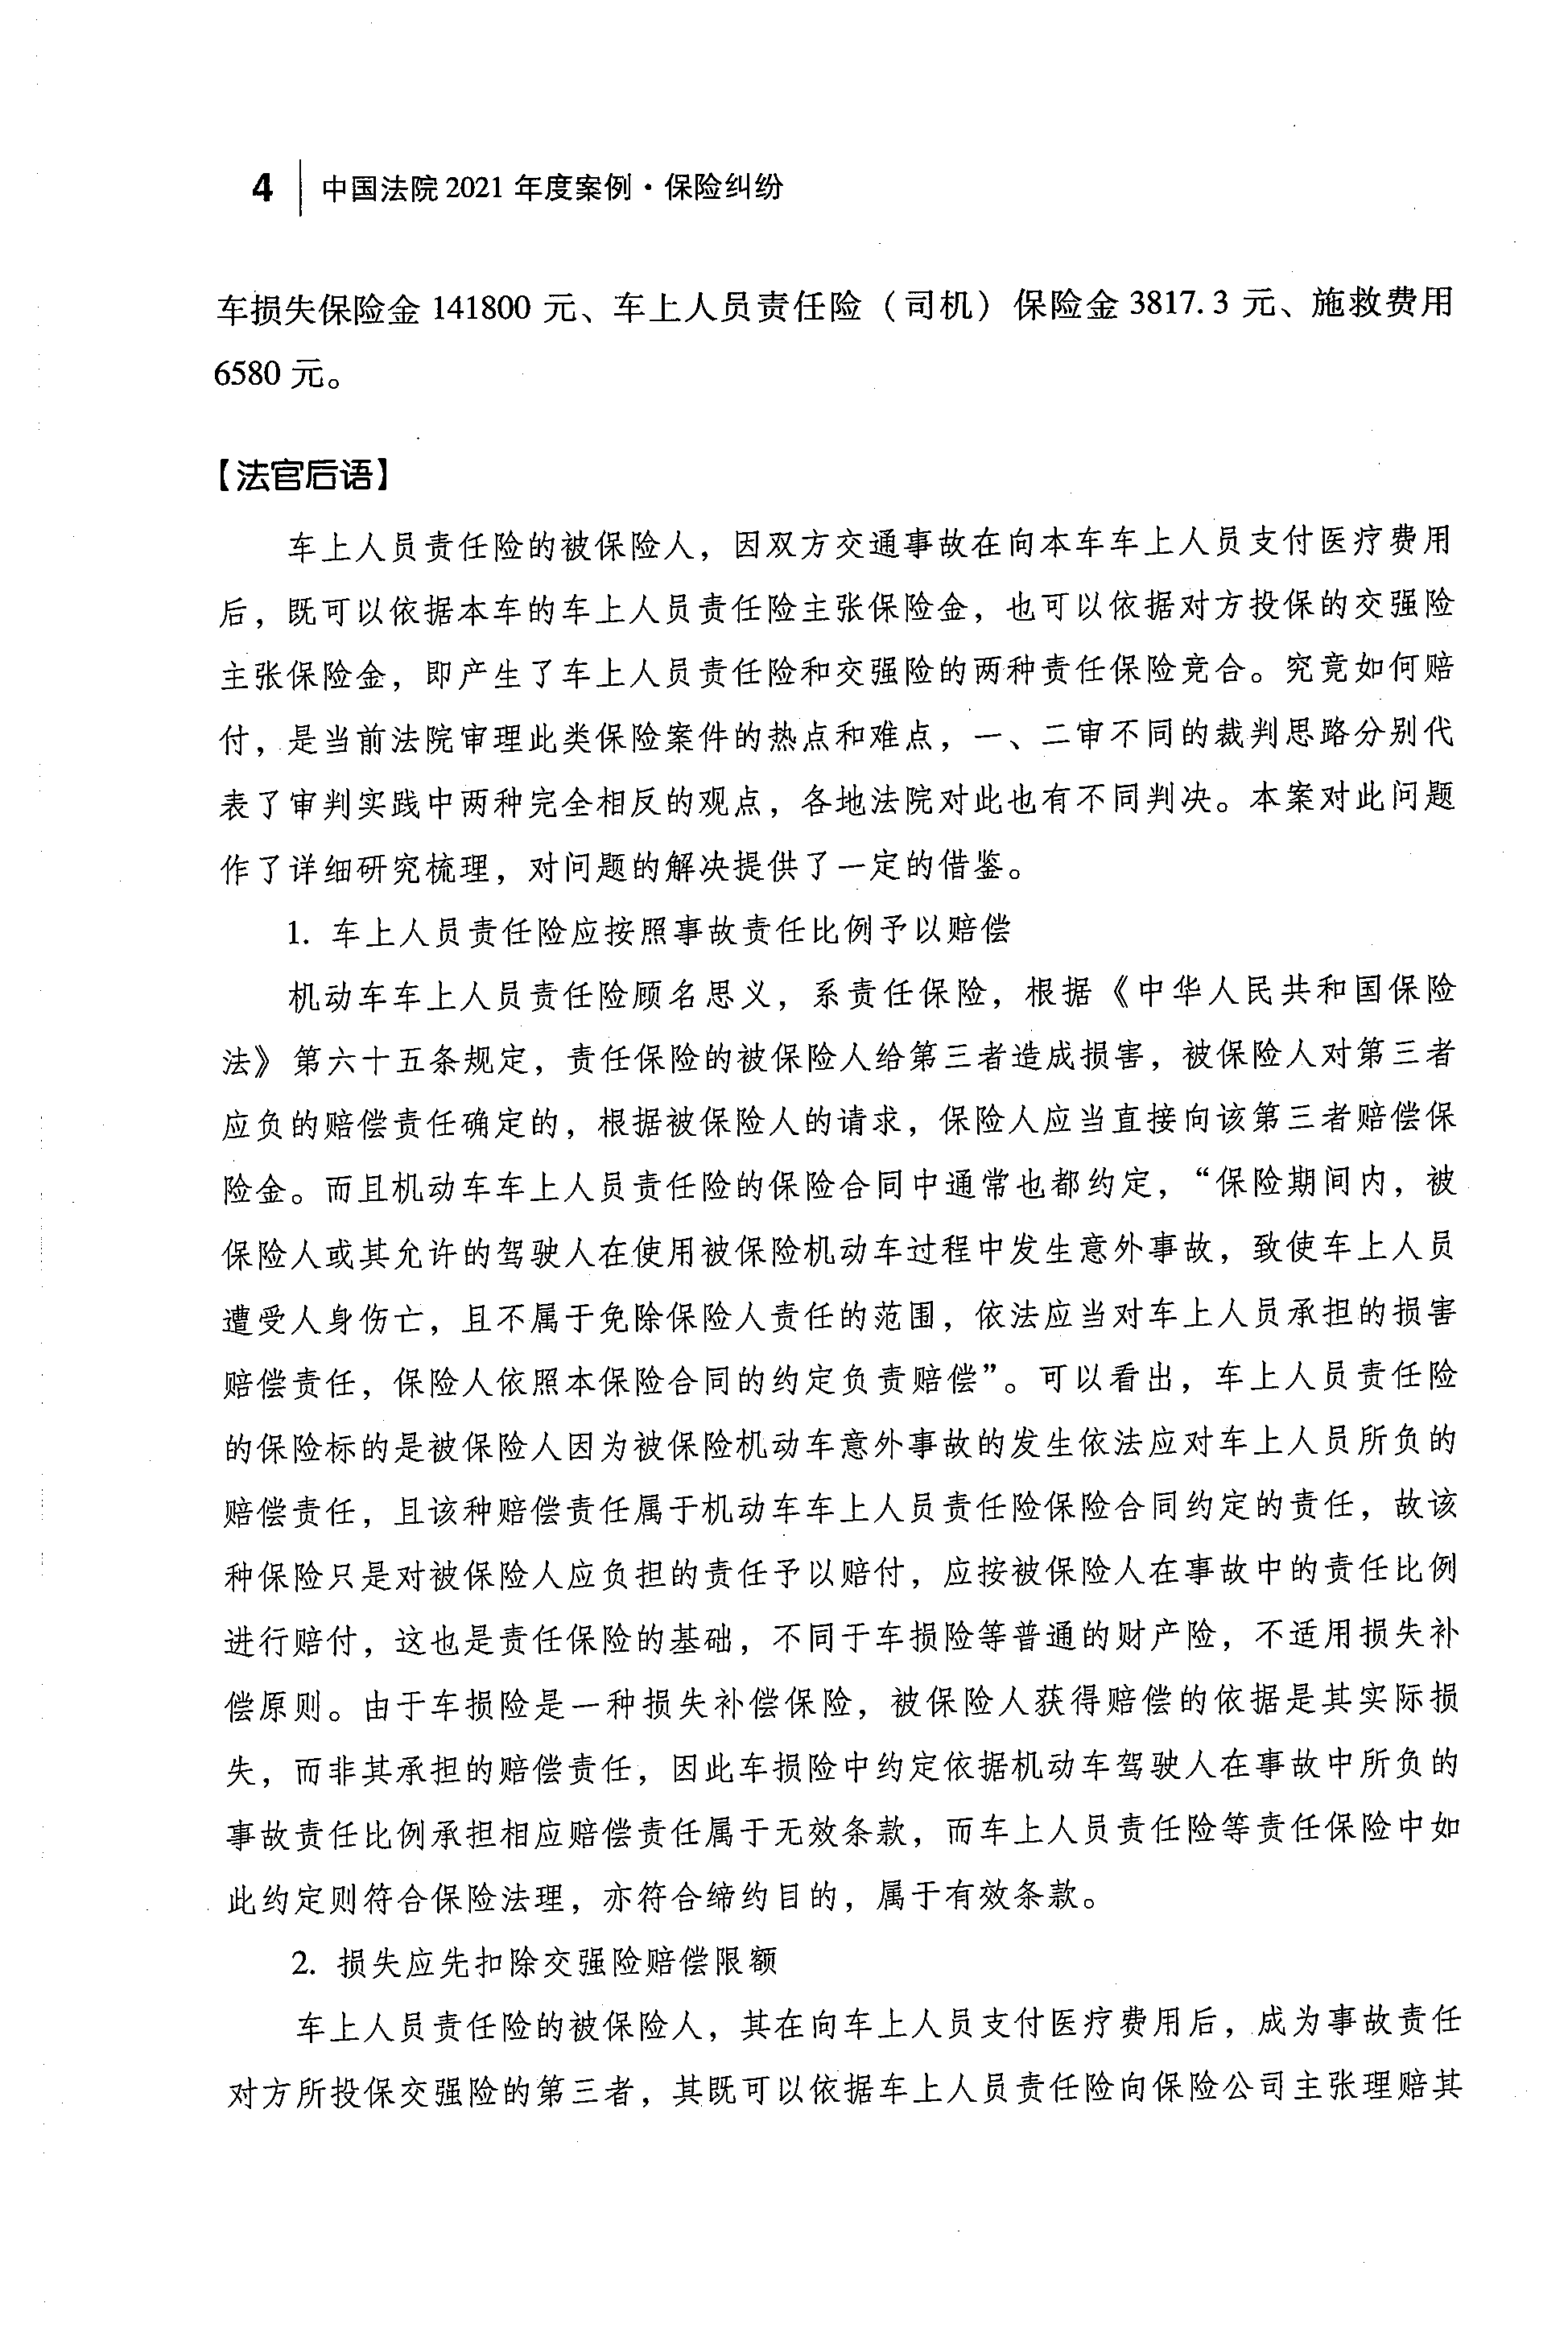 4 中国法院 2021 年度案例·保险纠纷
车损失保险金 141800 元、车上人员责任险（司机）保险金 3817.3 元、施救费用
6580 元。
【法官后语】
车上人员责任险的被保险人，因双方交通事故在向本车车上人员支付医疗费用
后，既可以依据本车的车上人员责任险主张保险金，也可以依据对方投保的交强险
主张保险金，即产生了车上人员责任险和交强险的两种责任保险竞合。究竟如何赔
付，是当前法院审理此类保险案件的热点和难点，一、二审不同的裁判思路分别代
表了审判实践中两种完全相反的观点，各地法院对此也有不同判决。本案对此问题
作了详细研究梳理，对问题的解决提供了一定的借鉴。
1. 车上人员责任险应按照事故责任比例予以赔偿
机动车车上人员责任险顾名思义，系责任保险，根据《中华人民共和国保险
法》第六十五条规定，责任保险的被保险人给第三者造成损害，被保险人对第三者
应负的赔偿责任确定的，根据被保险人的请求，保险人应当直接向该第三者赔偿保
险金。而且机动车车上人员责任险的保险合同中通常也都约定，“保险期间内，被
保险人或其允许的驾驶人在使用被保险机动车过程中发生意外事故，致使车上人员
遭受人身伤亡，且不属于免除保险人责任的范围，依法应当对车上人员承担的损害
赔偿责任，保险人依照本保险合同的约定负责赔偿”。可以看出，车上人员责任险
的保险标的是被保险人因为被保险机动车意外事故的发生依法应对车上人员所负的
赔偿责任，且该种赔偿责任属于机动车车上人员责任险保险合同约定的责任，故该
种保险只是对被保险人应负担的责任予以赔付，应按被保险人在事故中的责任比例
进行赔付，这也是责任保险的基础，不同于车损险等普通的财产险，不适用损失补
偿原则。由于车损险是一种损失补偿保险，被保险人获得赔偿的依据是其实际损
失，而非其承担的赔偿责任，因此车损险中约定依据机动车驾驶人在事故中所负的
事故责任比例承担相应赔偿责任属于无效条款，而车上人员责任险等责任保险中如
此约定则符合保险法理，亦符合缔约目的，属于有效条款。
2. 损失应先扣除交强险赔偿限额
车上人员责任险的被保险人，其在向车上人员支付医疗费用后，成为事故责任
对方所投保交强险的第三者，其既可以依据车上人员责任险向保险公司主张理赔其